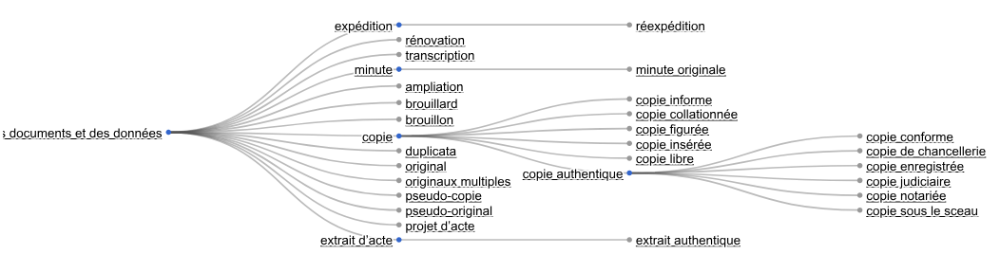 expédition
réexpédition
rénovation
transcription
minute
minute originale
ampliation
brouillard
brouillon
copie
copie informe
copie collationnée
copie figurée
copie insérée
copie libre
copie authentique
copie conforme
copie de chancellerie
copie enregistrée
copie judiciaire
copie notariée
copie sous le sceau
documents et des données
duplicata
original
originaux multiples
pseudo-copie
pseudo-original
projet d'acte
extrait d'acte
extrait authentique